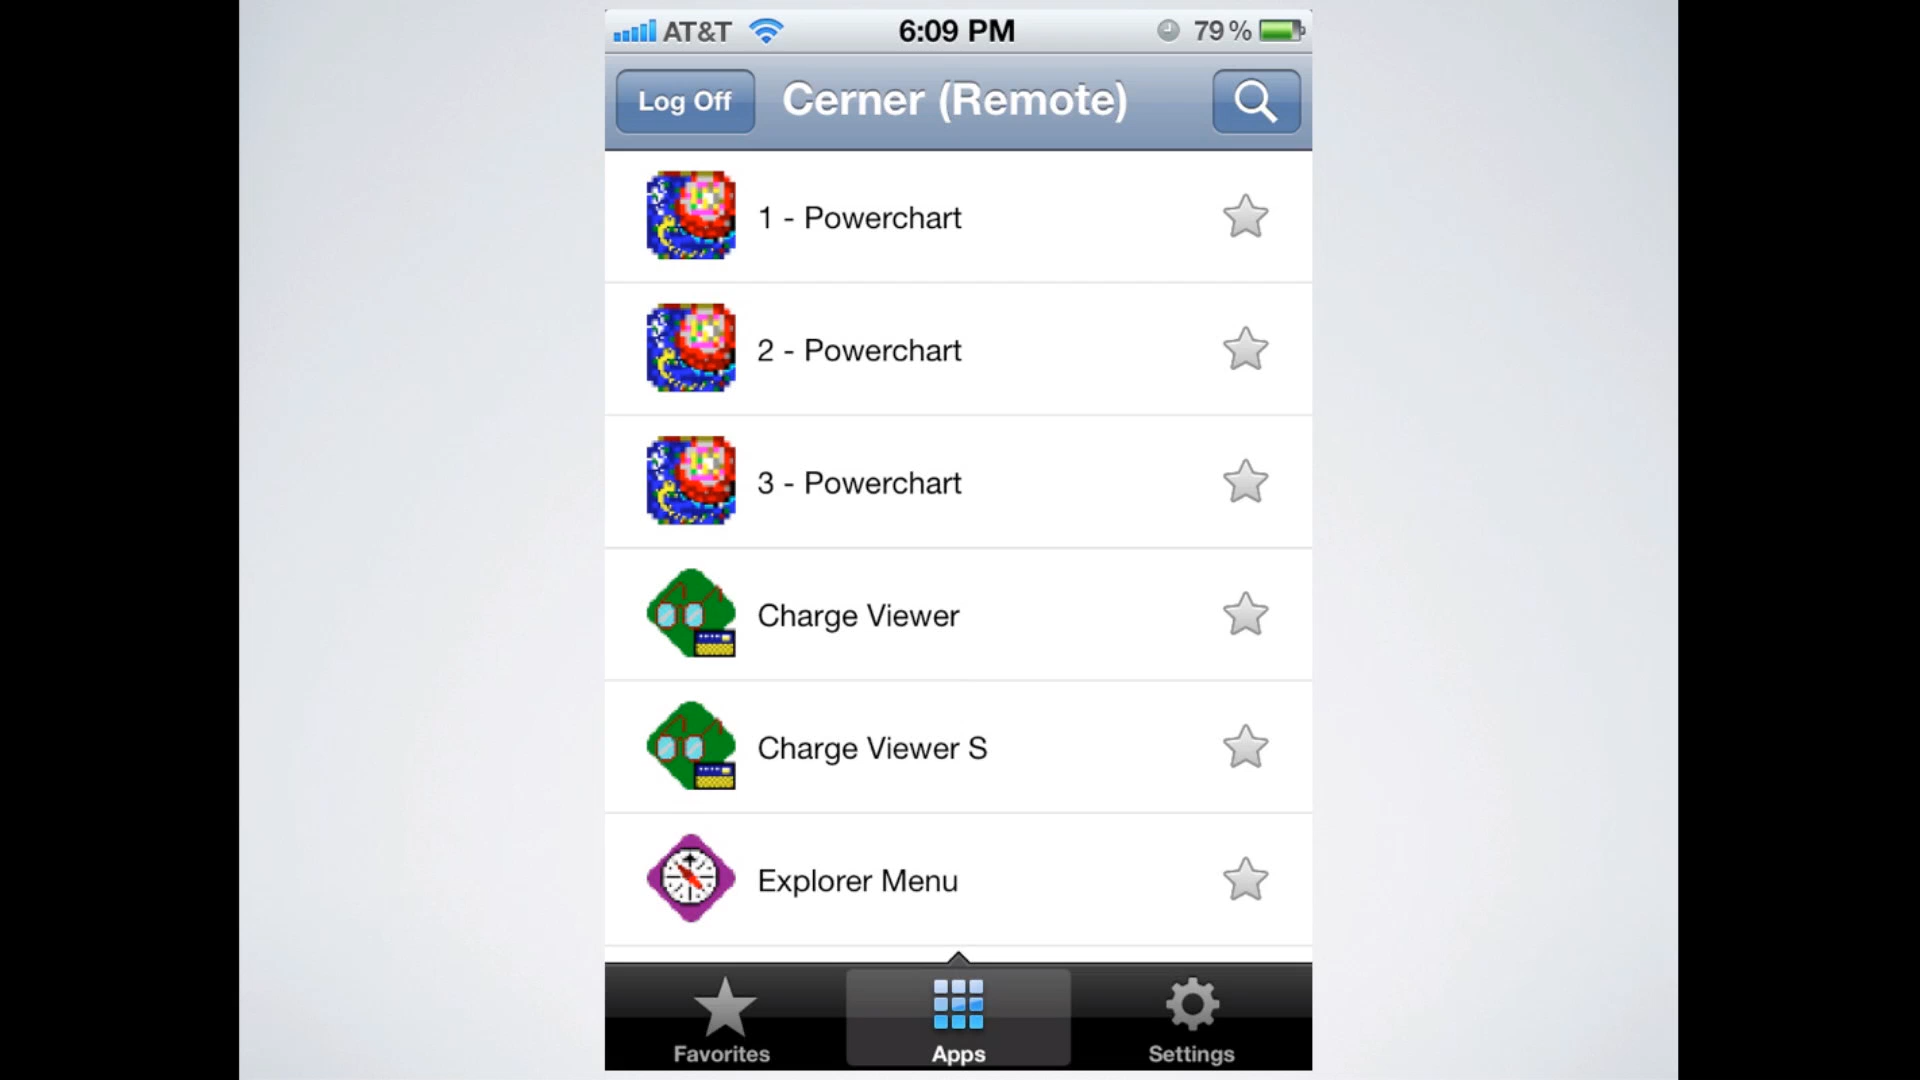 AT&T 6:09 PM 79%
Log Off Cerner (Remote)
1 - Powerchart
2 - Powerchart
3 - Powerchart
Charge Viewer
Charge Viewer S
Explorer Menu
Favorites Apps Settings